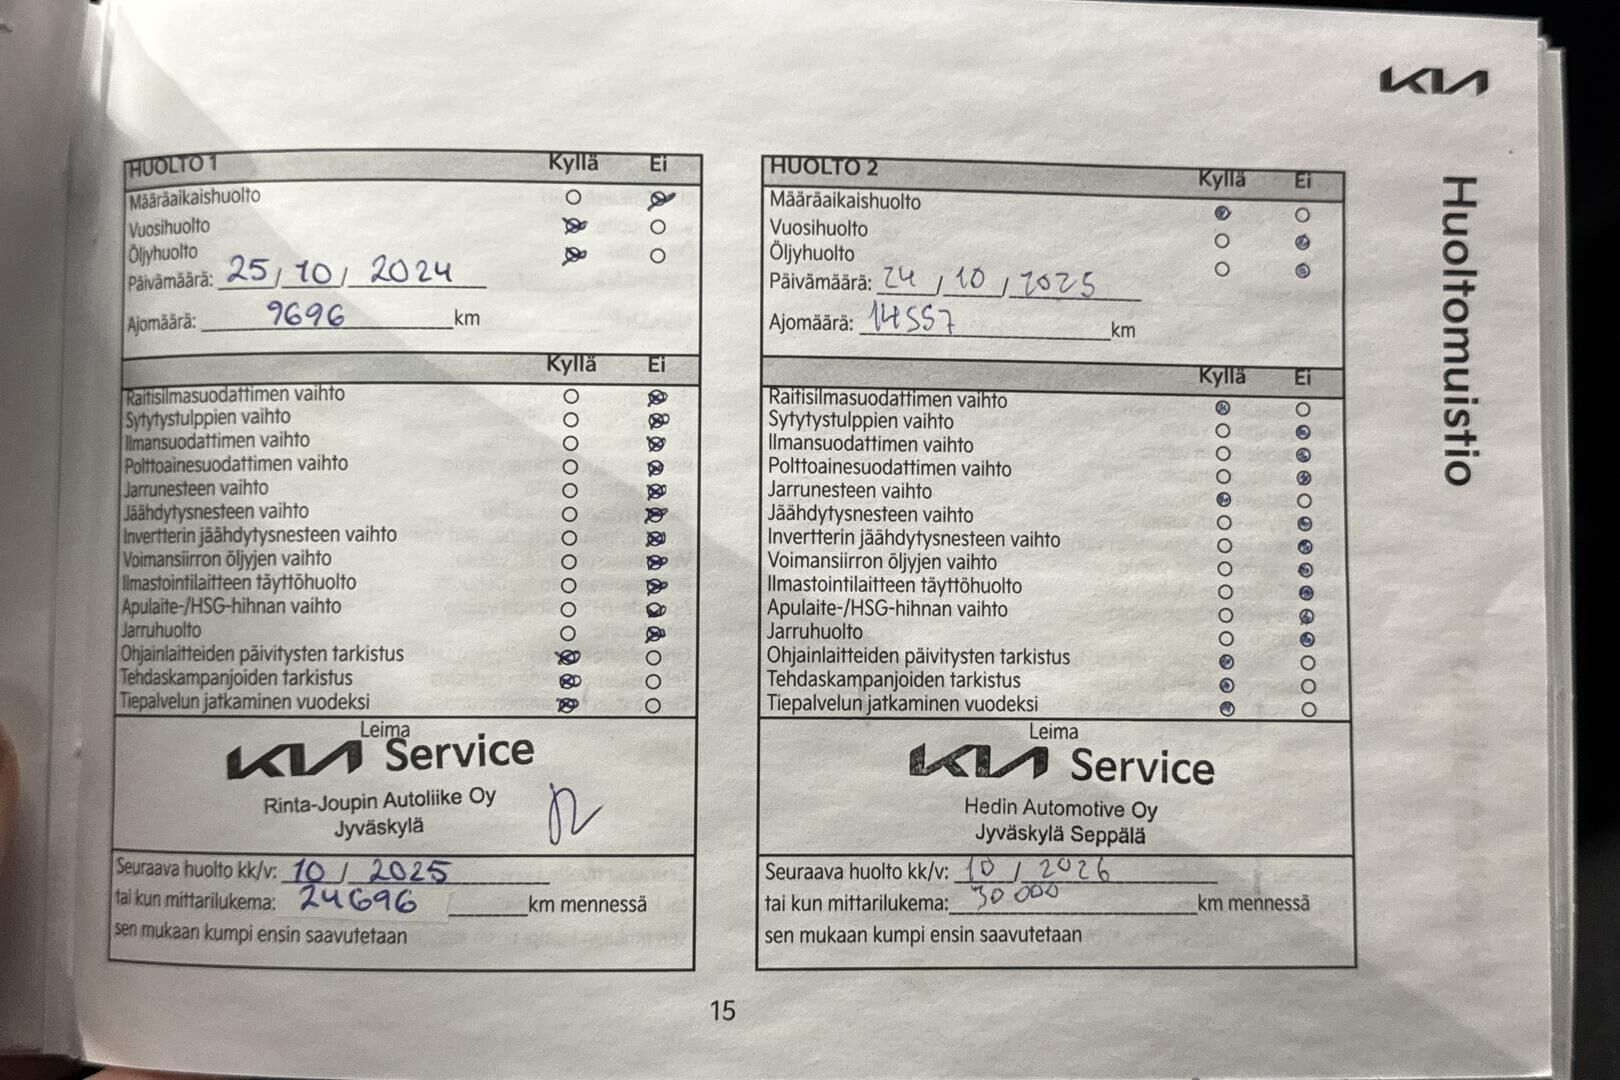 KIA
Huoltomuistio
HUOLTO 1 Kyllä Ei
Määräaikaishuolto
Vuosihuolto
Öljyhuolto
Päivämäärä: 25 / 10 / 2024
Ajomäärä: 9696 km
Kyllä Ei
Raitisilmasuodattimen vaihto
Sytytystulppien vaihto
Ilmansuodattimen vaihto
Polttoainesuodattimen vaihto
Jarrunesteen vaihto
Jäähdytysnesteen vaihto
Invertterin jäähdytysnesteen vaihto
Voimansiirron öljyjen vaihto
Ilmastointilaitteen täyttöhuolto
Apulaite-/HSG-hihnan vaihto
Jarruhuolto
Ohjainlaitteiden päivitysten tarkistus
Tehdaskampanjoiden tarkistus
Tiepalvelun jatkaminen vuodeksi
Leima
KIA Service
Rinta-Joupin Autoliike Oy
Jyväskylä
Seuraava huolto kk/v: 10 / 2025
tai kun mittarilukema: 24696 km mennessä
sen mukaan kumpi ensin saavutetaan
HUOLTO 2 Kyllä Ei
Määräaikaishuolto
Vuosihuolto
Öljyhuolto
Päivämäärä: 24 / 10 / 2025
Ajomäärä: 14557 km
Kyllä Ei
Raitisilmasuodattimen vaihto
Sytytystulppien vaihto
Ilmansuodattimen vaihto
Polttoainesuodattimen vaihto
Jarrunesteen vaihto
Jäähdytysnesteen vaihto
Invertterin jäähdytysnesteen vaihto
Voimansiirron öljyjen vaihto
Ilmastointilaitteen täyttöhuolto
Apulaite-/HSG-hihnan vaihto
Jarruhuolto
Ohjainlaitteiden päivitysten tarkistus
Tehdaskampanjoiden tarkistus
Tiepalvelun jatkaminen vuodeksi
Leima
KIA Service
Hedin Automotive Oy
Jyväskylä Seppälä
Seuraava huolto kk/v: 10 / 2026
tai kun mittarilukema: 30 000 km mennessä
sen mukaan kumpi ensin saavutetaan
15